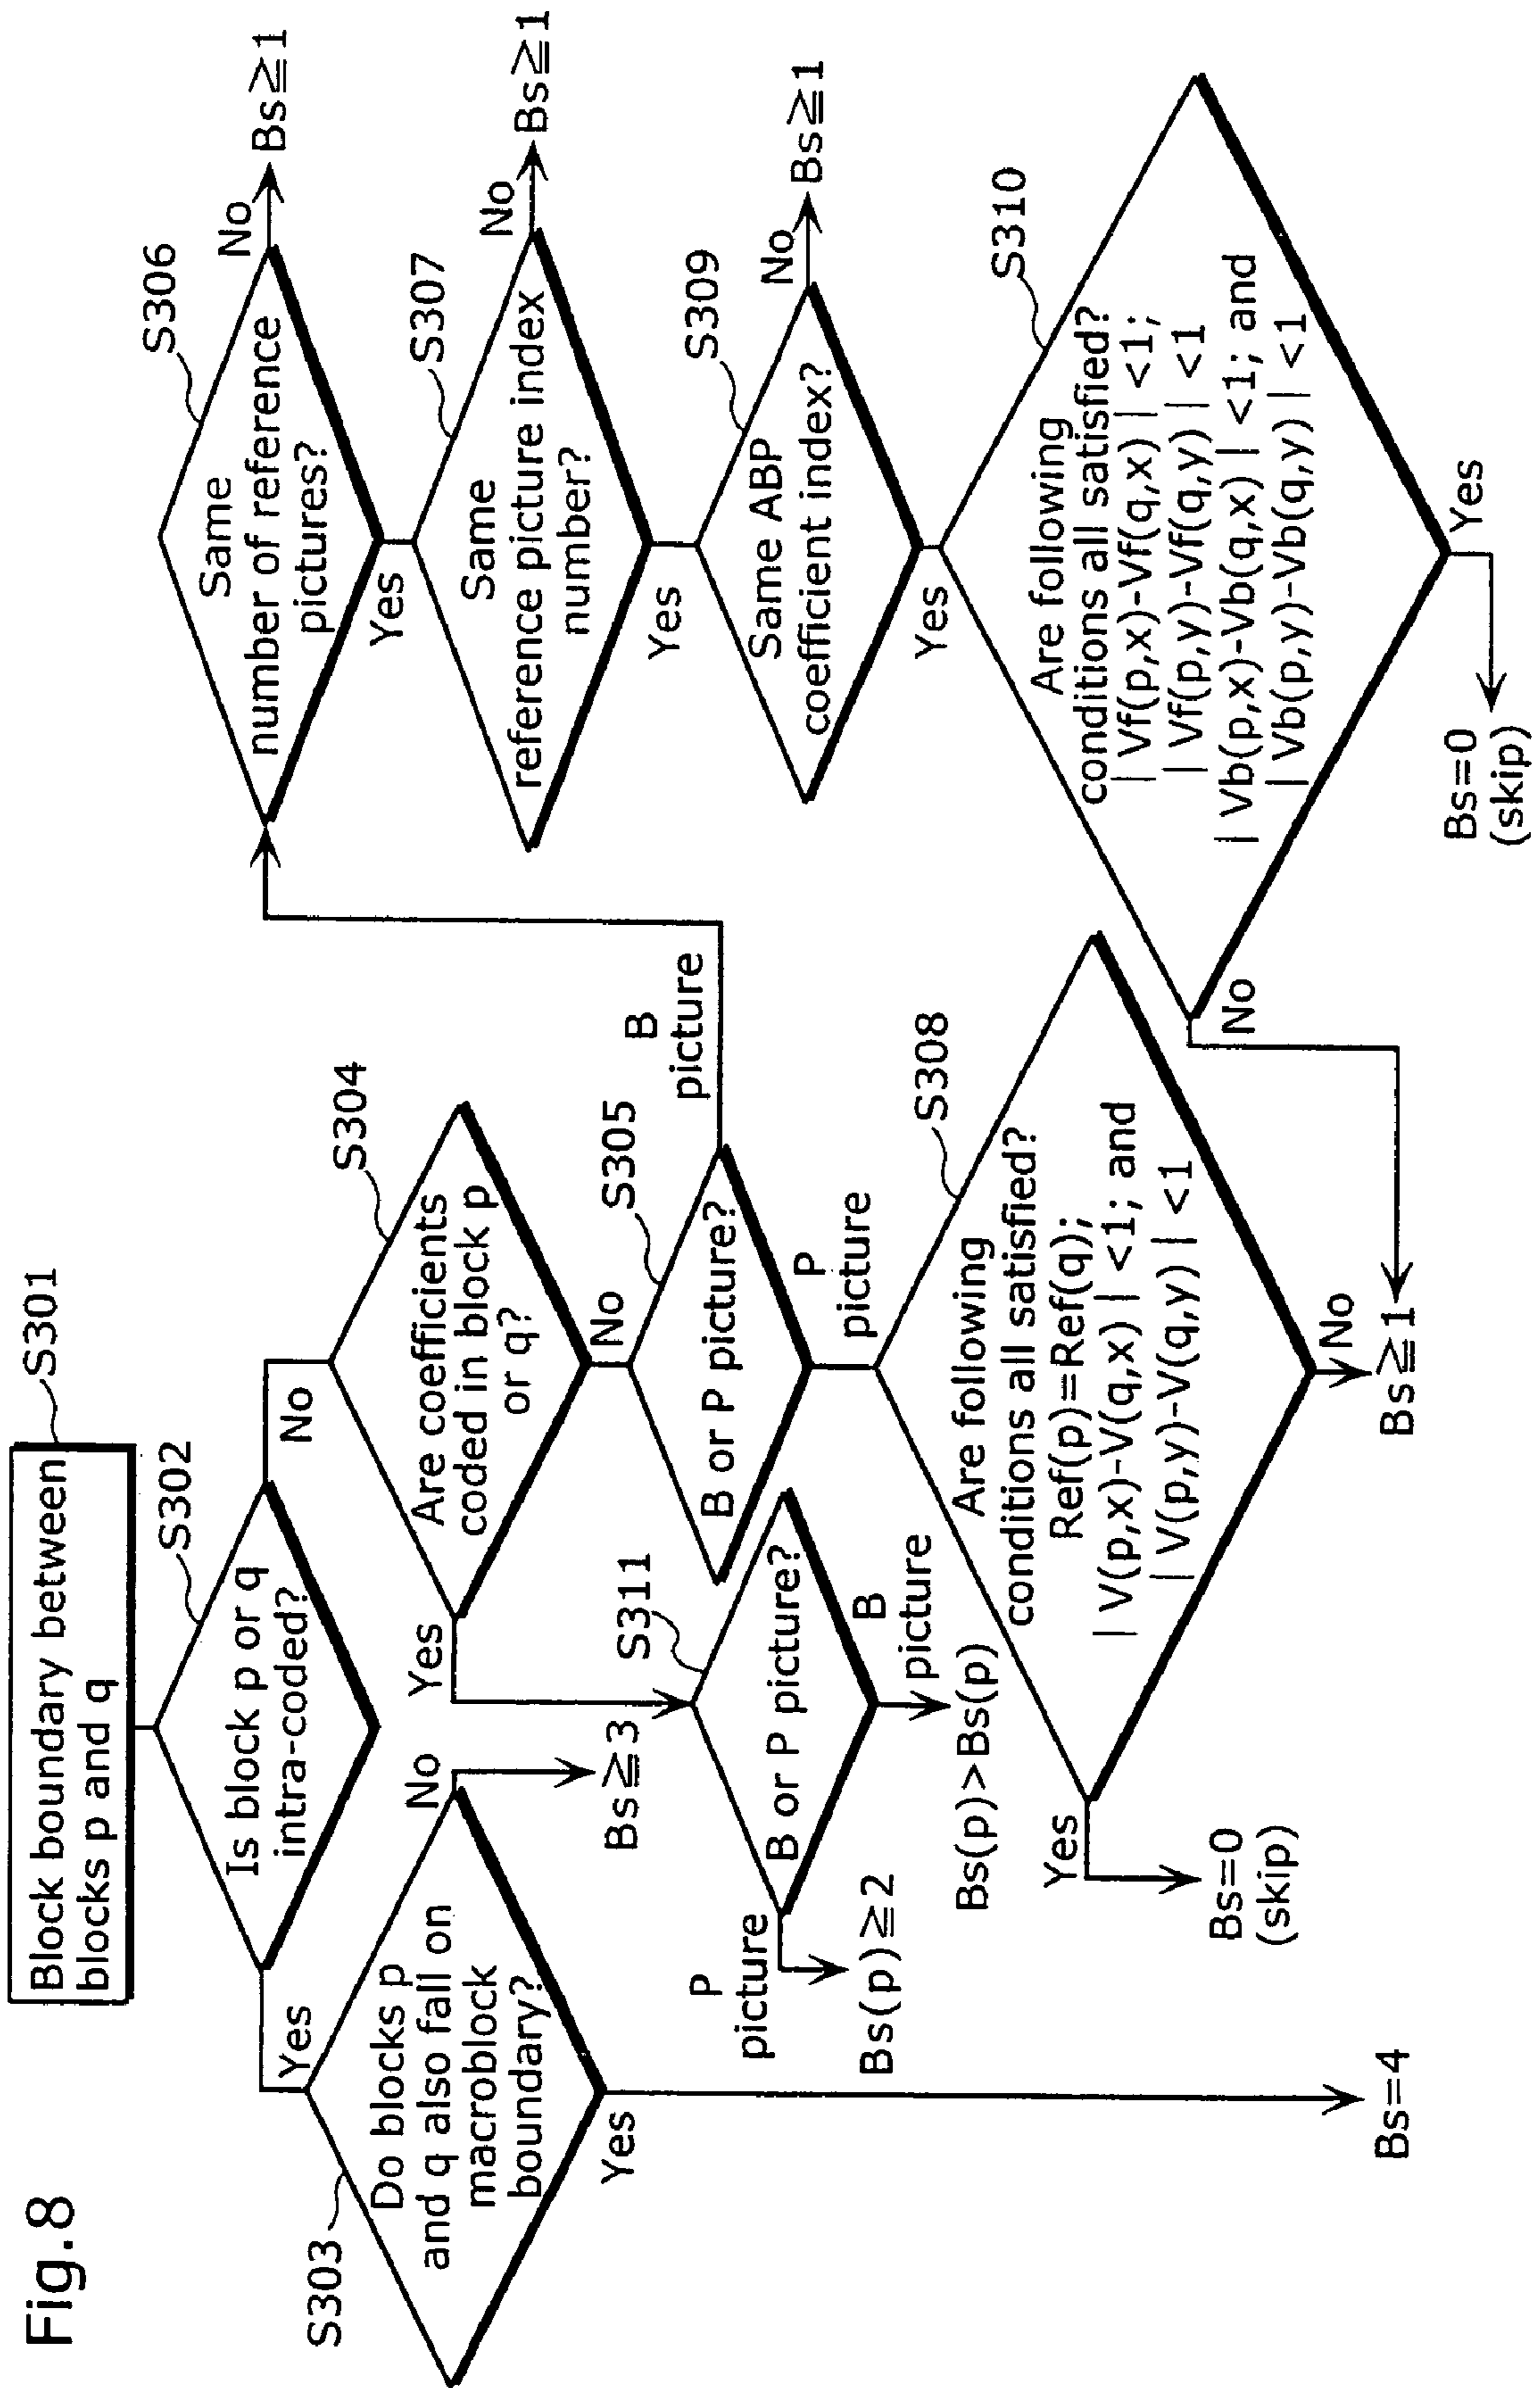 Fig.8
Block boundary between
blocks p and q
S301
Is block p or q
intra-coded?
S302
Yes
No
Do blocks p
and q also fall on
macroblock
boundary?
S303
No
Bs≧3
Yes
Bs=4
Are coefficients
coded in block p
or q?
S304
Yes
No
B or P picture?
S311
P
picture
Bs(p)≧2
B
picture
Bs(p)>Bs(p)
B or P picture?
S305
B
picture
P
picture
Are following
conditions all satisfied?
Ref(p)=Ref(q);
|V(p,x)-V(q,x)|<1; and
|V(p,y)-V(q,y)|<1
S308
Yes
Bs=0
(skip)
No
Bs≧1
Same
number of reference
pictures?
S306
No
Bs≧1
Yes
Same
reference picture index
number?
S307
No
Bs≧1
Yes
Same ABP
coefficient index?
S309
No
Bs≧1
Yes
Are following
conditions all satisfied?
|Vf(p,x)-Vf(q,x)|<1;
|Vf(p,y)-Vf(q,y)|<1
|Vb(p,x)-Vb(q,x)|<1; and
|Vb(p,y)-Vb(q,y)|<1
S310
No
Yes
Bs=0
(skip)